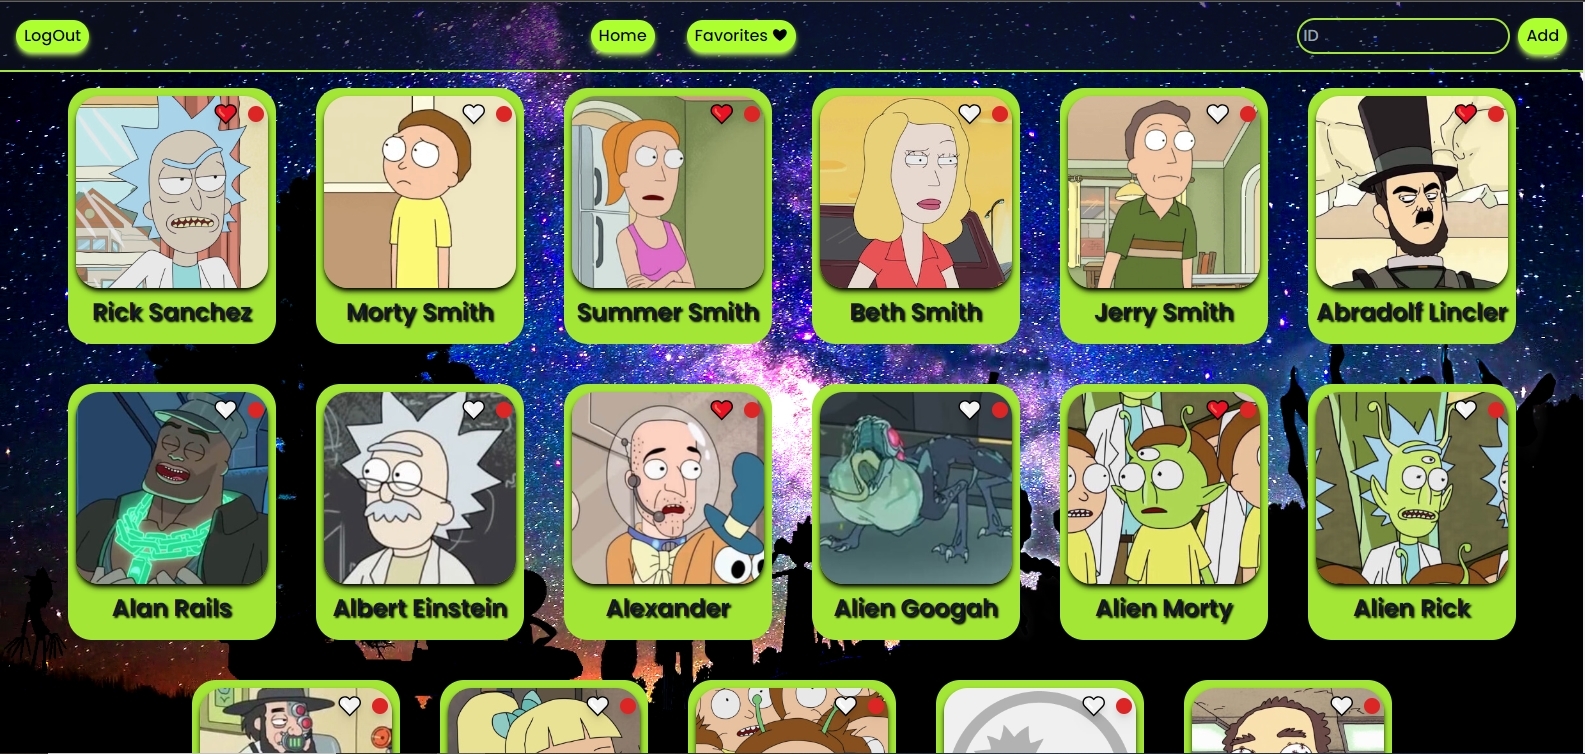 LogOut
Home
Favorites
ID
Add
Rick Sanchez
Morty Smith
Summer Smith
Beth Smith
Jerry Smith
Abradolf Lincler
Alan Rails
Albert Einstein
Alexander
Alien Googah
Alien Morty
Alien Rick